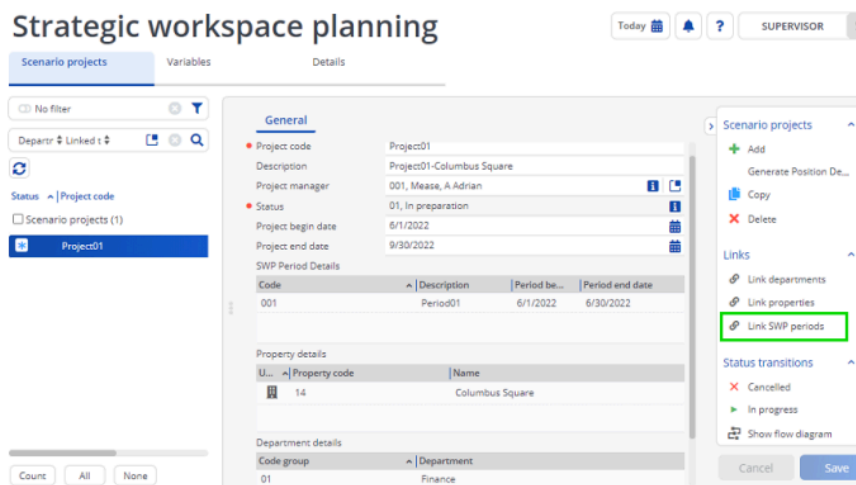 Strategic workspace planning
Today
?
SUPERVISOR
Scenario projects
Variables
Details
No filter
Departr Linked t
Status Project code
Scenario projects (1)
Project01
Count
All
None
General
Project code Project01
Description Project01-Columbus Square
Project manager 001, Mease, A Adrian
Status 01, In preparation
Project begin date 6/1/2022
Project end date 9/30/2022
SWP Period Details
Code Description Period be... Period end date
001 Period01 6/1/2022 6/30/2022
Property details
U... Property code Name
14 Columbus Square
Department details
Code group Department
01 Finance
Scenario projects
Add
Generate Position De...
Copy
Delete
Links
Link departments
Link properties
Link SWP periods
Status transitions
Cancelled
In progress
Show flow diagram
Cancel
Save